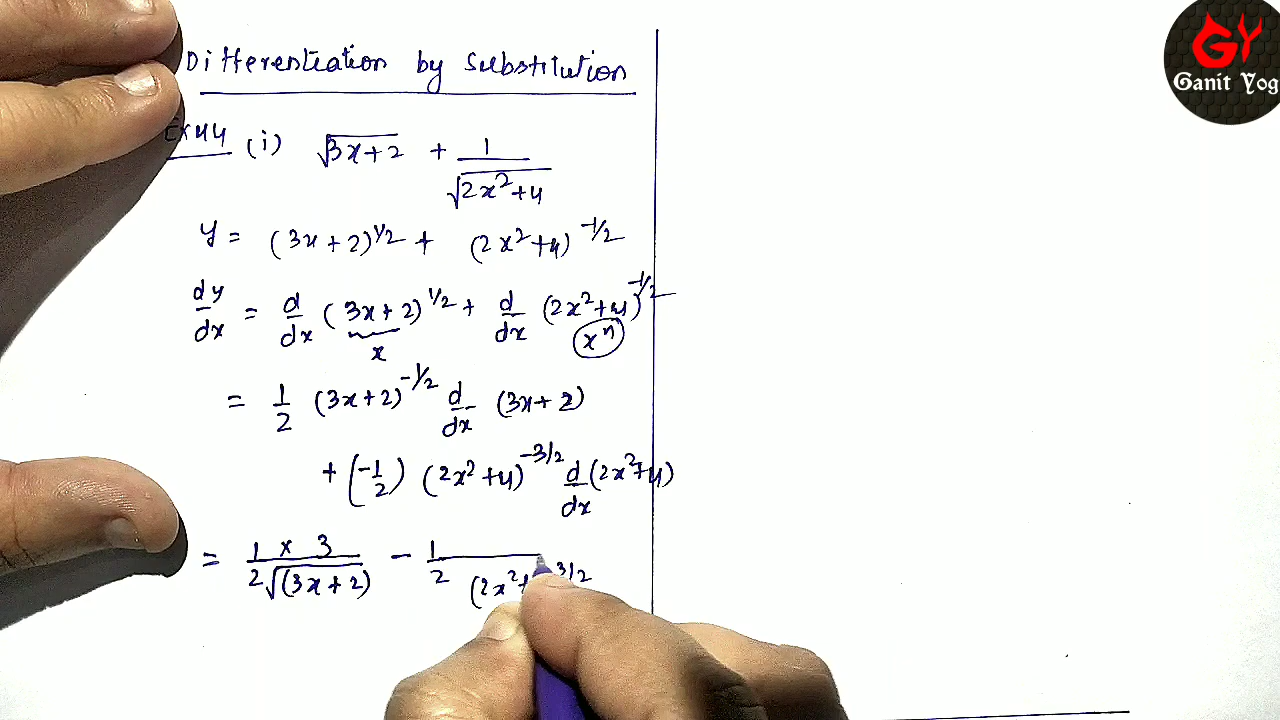 Differentiation by Substitution
GY
Ganit Yog
Ex 44 (i) √3x+2 + 1/√2x²+4
y = (3x+2)^1/2 + (2x²+4)^-1/2
dy/dx = d/dx (3x+2)^1/2 + d/dx (2x²+4)^-1/2
x xⁿ
= 1/2 (3x+2)^-1/2 d/dx (3x+2)
+ (-1/2) (2x²+4)^-3/2 d/dx (2x²+4)
= 1 x 3/2√(3x+2) - 1/2 (2x²+ 3/2